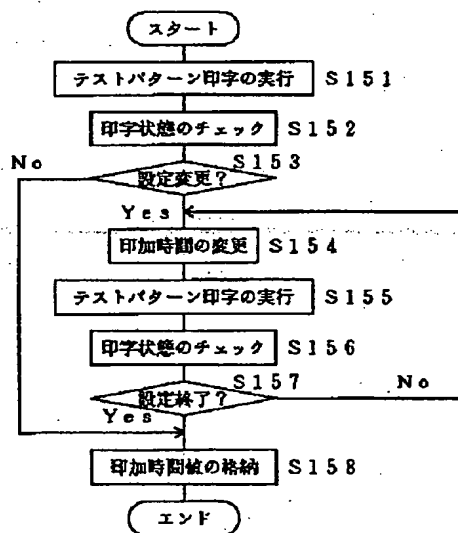 スタート
テストパターン印字の実行 S151
印字状態のチェック S152
No S153
設定変更?
Yes
印加時間の変更 S154
テストパターン印字の実行 S155
印字状態のチェック S156
S157 No
設定終了?
Yes
印加時間値の格納 S158
エンド